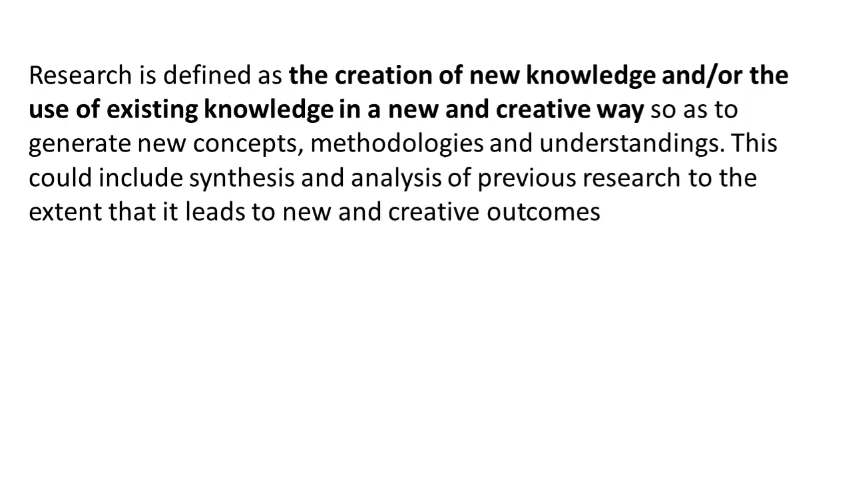 Research is defined as the creation of new knowledge and/or the
use of existing knowledge in a new and creative way so as to
generate new concepts, methodologies and understandings. This
could include synthesis and analysis of previous research to the
extent that it leads to new and creative outcomes